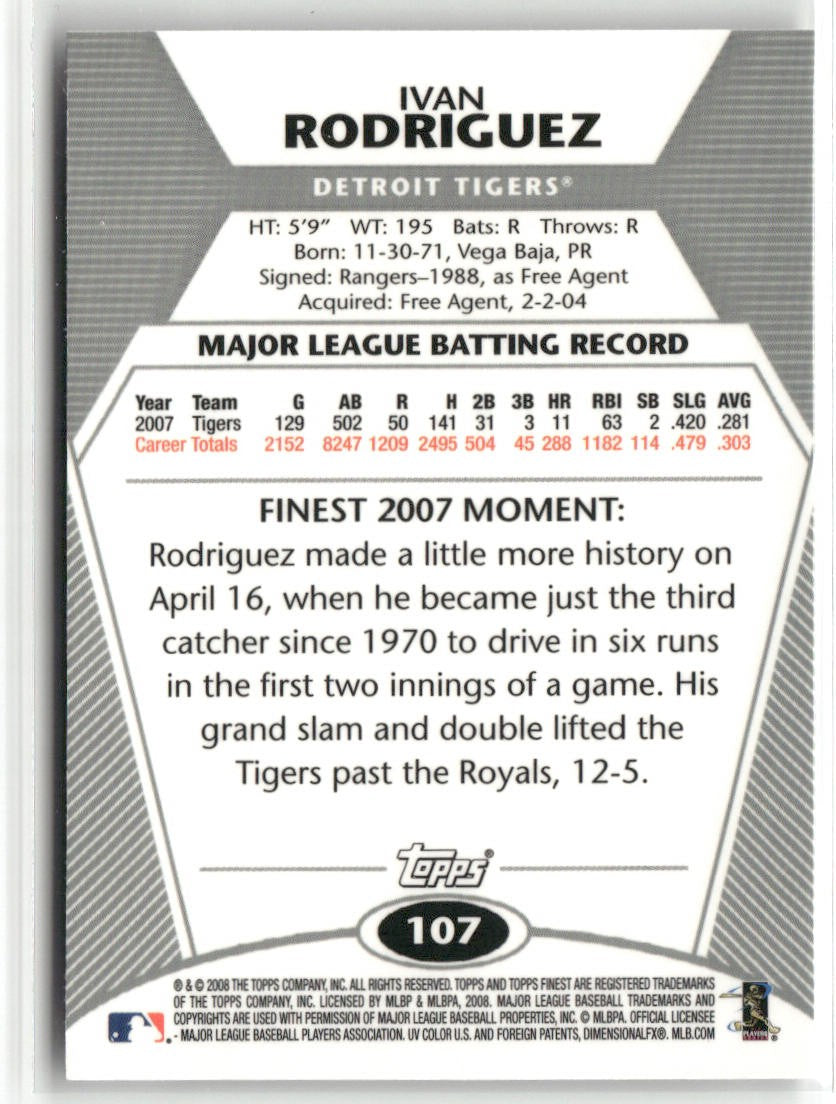 IVAN
RODRIGUEZ
DETROIT TIGERS®
HT: 5'9" WT: 195 Bats: R Throws: R
Born: 11-30-71, Vega Baja, PR
Signed: Rangers–1988, as Free Agent
Acquired: Free Agent, 2-2-04
MAJOR LEAGUE BATTING RECORD
Year Team G AB R H 2B 3B HR RBI SB SLG AVG
2007 Tigers 129 502 50 141 31 3 11 63 2 .420 .281
Career Totals 2152 8247 1209 2495 504 45 288 1182 114 .479 .303
FINEST 2007 MOMENT:
Rodriguez made a little more history on
April 16, when he became just the third
catcher since 1970 to drive in six runs
in the first two innings of a game. His
grand slam and double lifted the
Tigers past the Royals, 12-5.
Topps®
107
® & © 2008 THE TOPPS COMPANY, INC. ALL RIGHTS RESERVED. TOPPS AND TOPPS FINEST ARE REGISTERED TRADEMARKS
OF THE TOPPS COMPANY, INC. LICENSED BY MLBP & MLBPA, 2008. MAJOR LEAGUE BASEBALL TRADEMARKS AND
COPYRIGHTS ARE USED WITH PERMISSION OF MAJOR LEAGUE BASEBALL PROPERTIES, INC. © MLBPA. OFFICIAL LICENSEE
- MAJOR LEAGUE BASEBALL PLAYERS ASSOCIATION. UV COLOR U.S. AND FOREIGN PATENTS, DIMENSIONALFX®. MLB.COM
PLAYERS